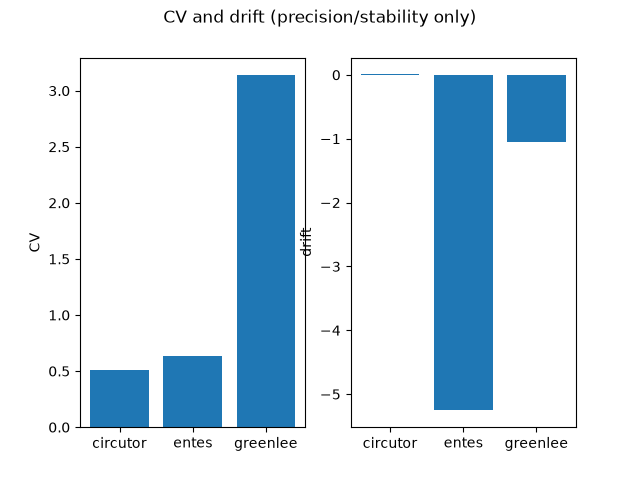 CV and drift (precision/stability only)
CV
3.0
2.5
2.0
1.5
1.0
0.5
0.0
circutor entes greenlee
drift
0
−1
−2
−3
−4
−5
circutor entes greenlee